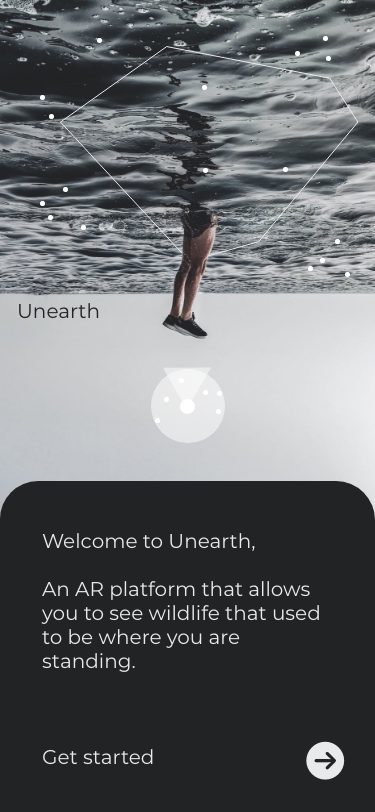 Unearth
Welcome to Unearth,
An AR platform that allows
you to see wildlife that used
to be where you are
standing.
Get started